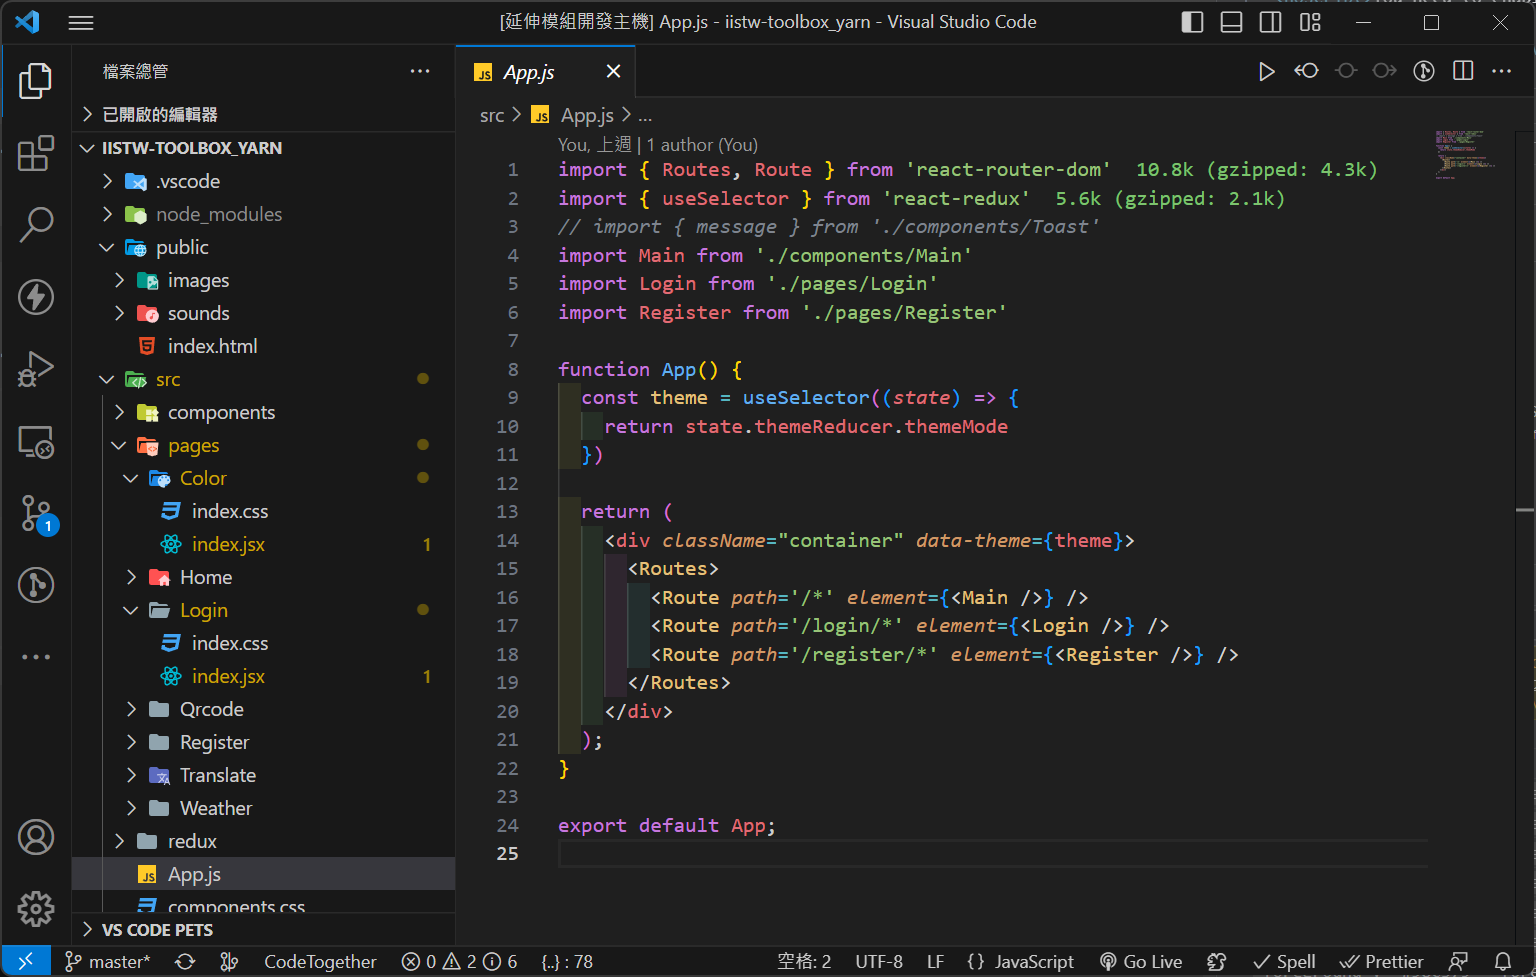 [延伸模組開發主機] App.js - iistw-toolbox_yarn - Visual Studio Code
檔案總管
已開啟的編輯器
IISTW-TOOLBOX_YARN
.vscode
node_modules
public
images
sounds
index.html
src
components
pages
Color
index.css
index.jsx 1
Home
Login
index.css
index.jsx 1
Qrcode
Register
Translate
Weather
redux
App.js
components.css
VS CODE PETS
1
App.js
src > App.js > ...
You, 上週 | 1 author (You)
1 import { Routes, Route } from 'react-router-dom' 10.8k (gzipped: 4.3k)
2 import { useSelector } from 'react-redux' 5.6k (gzipped: 2.1k)
3 // import { message } from './components/Toast'
4 import Main from './components/Main'
5 import Login from './pages/Login'
6 import Register from './pages/Register'
7
8 function App() {
9 const theme = useSelector((state) => {
10 return state.themeReducer.themeMode
11 })
12
13 return (
14 <div className="container" data-theme={theme}>
15 <Routes>
16 <Route path='/*' element={<Main />} />
17 <Route path='/login/*' element={<Login />} />
18 <Route path='/register/*' element={<Register />} />
19 </Routes>
20 </div>
21 );
22 }
23
24 export default App;
25
master* CodeTogether 0 2 6 {..} : 78 空格: 2 UTF-8 LF {} JavaScript Go Live Spell Prettier